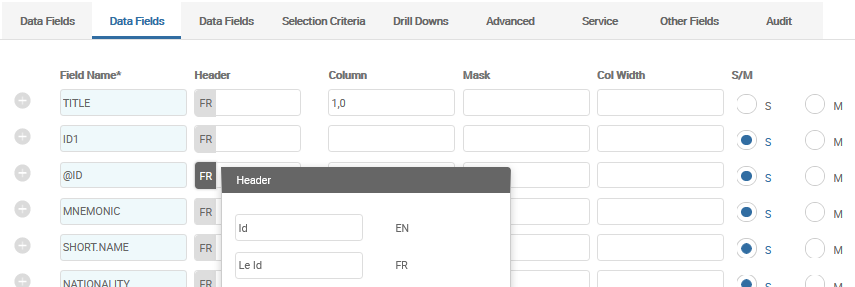 Data Fields Data Fields Data Fields Selection Criteria Drill Downs Advanced Service Other Fields Audit
Field Name* Header Column Mask Col Width S/M
TITLE FR 1,0 S M
ID1 FR S M
@ID FR S M
Header
MNEMONIC FR S M
Id EN
SHORT.NAME FR S M
Le Id FR
NATIONALITY FR S M